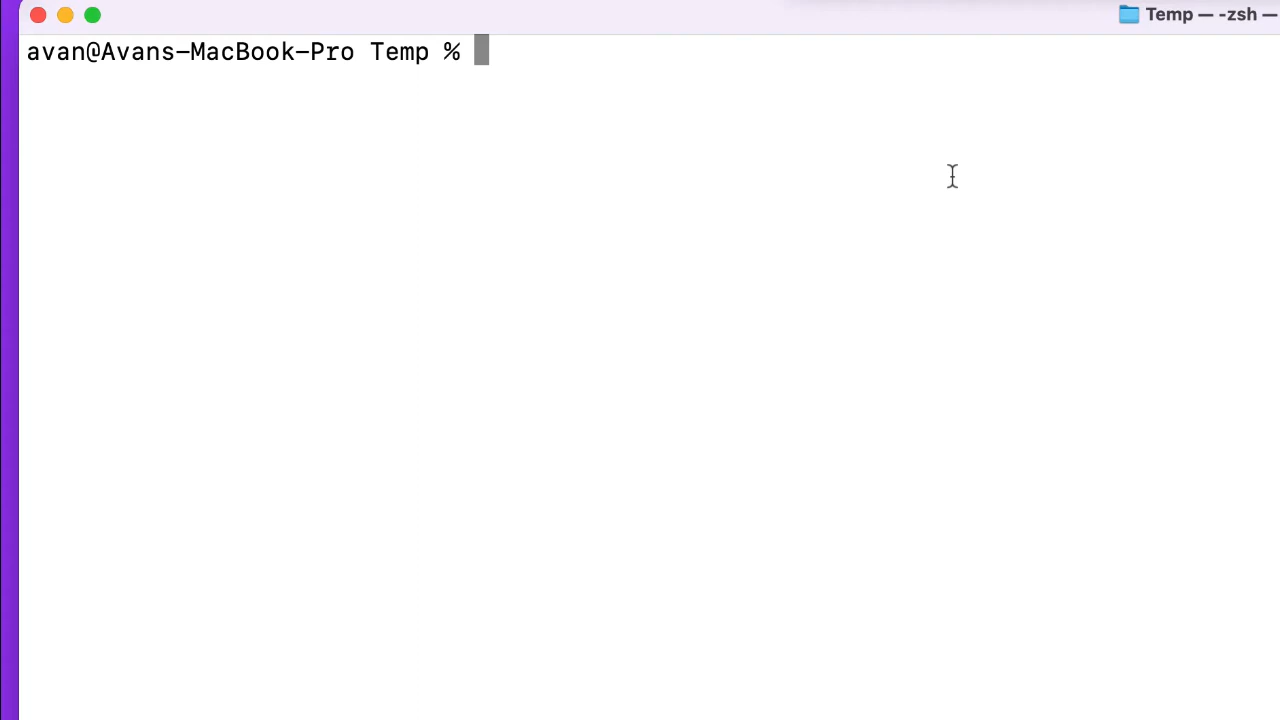 Temp — -zsh —
avan@Avans-MacBook-Pro Temp %